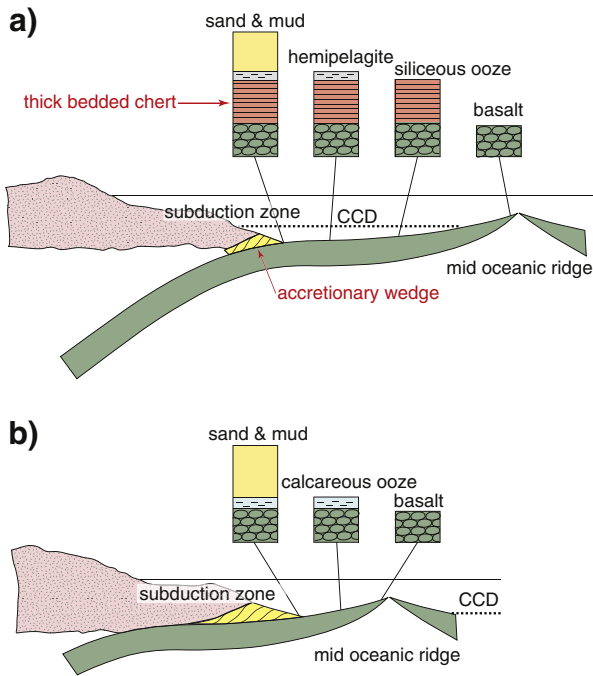 a)
sand & mud
hemipelagite
siliceous ooze
basalt
thick bedded chert
subduction zone
CCD
mid oceanic ridge
accretionary wedge
b)
sand & mud
calcareous ooze
basalt
subduction zone
CCD
mid oceanic ridge